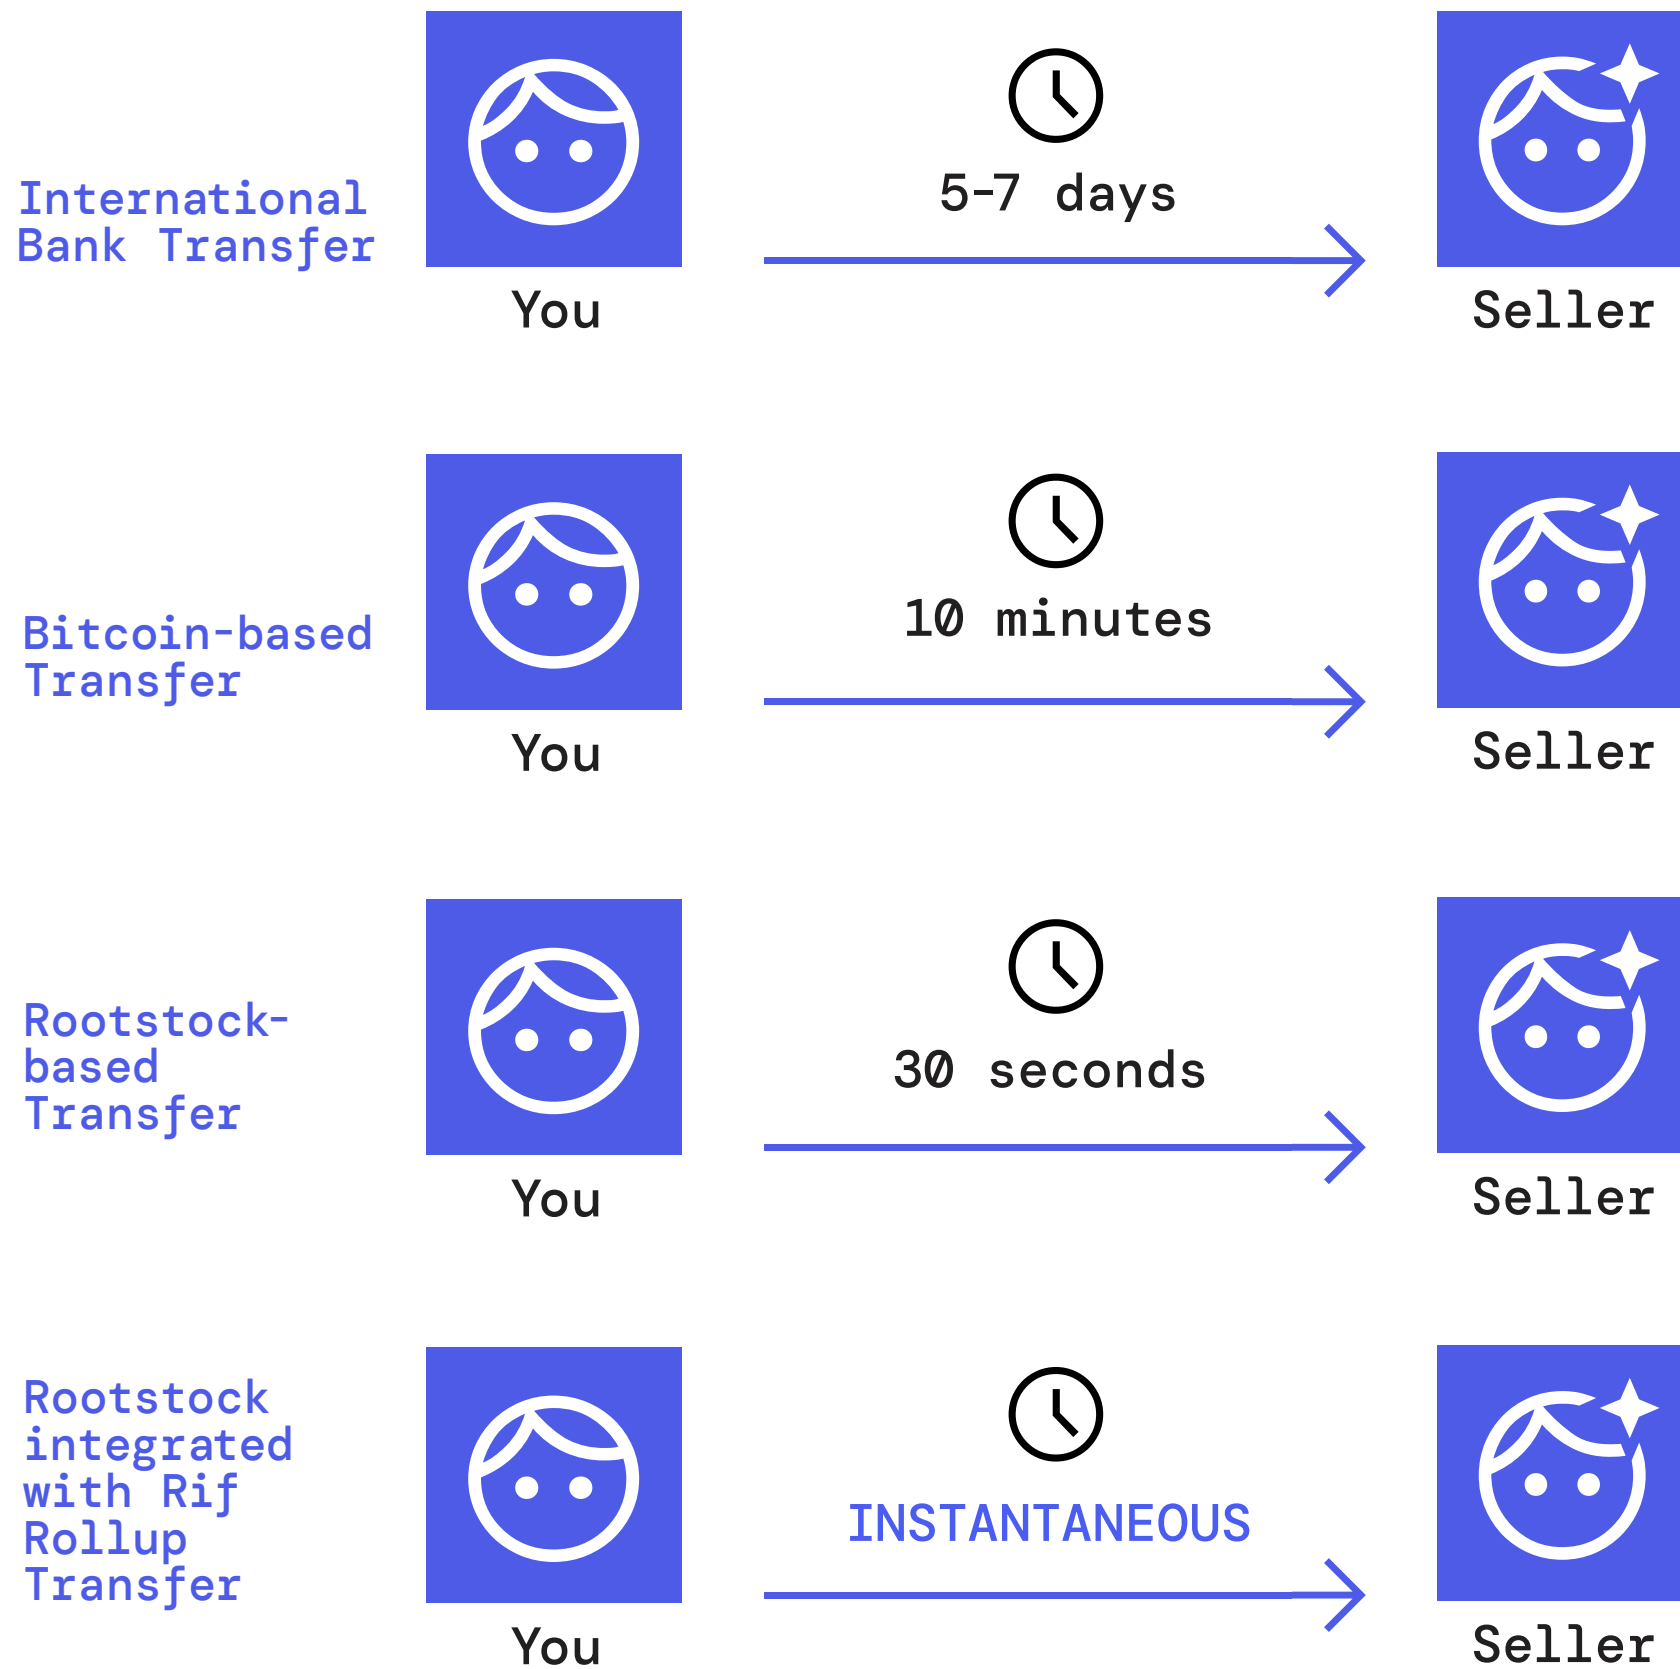 International
Bank Transfer
5-7 days
You
Seller
Bitcoin-based
Transfer
10 minutes
You
Seller
Rootstock-
based
Transfer
30 seconds
You
Seller
Rootstock
integrated
with Rif
Rollup
Transfer
INSTANTANEOUS
You
Seller